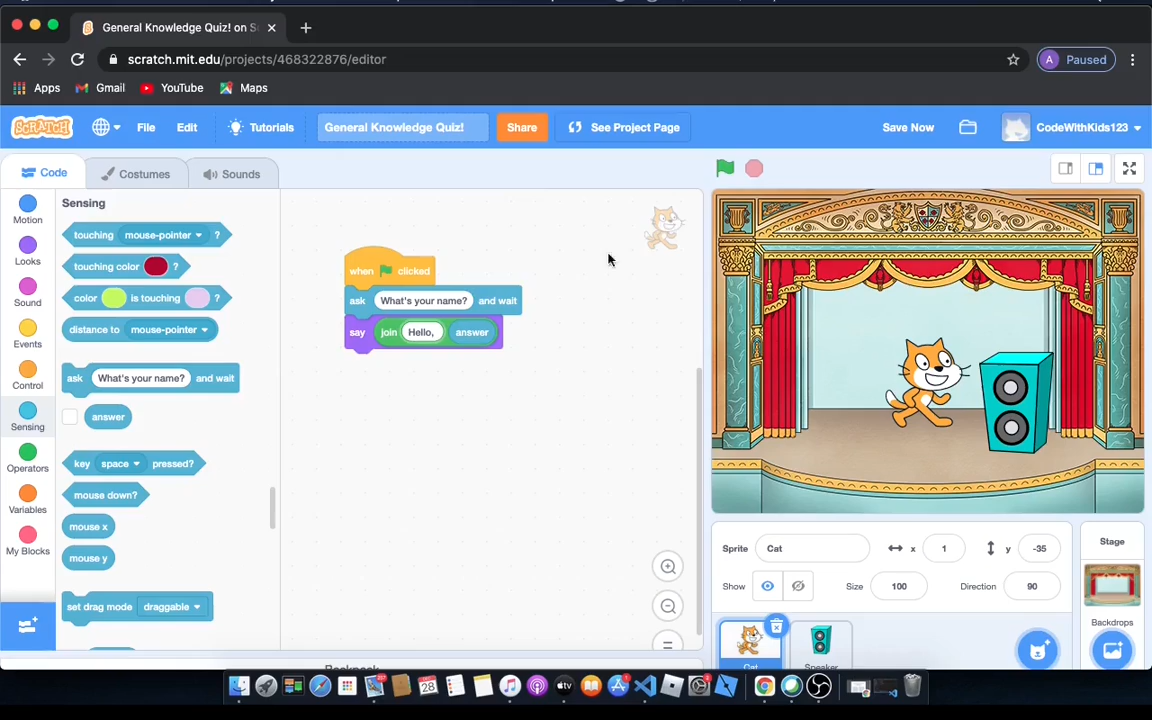 General Knowledge Quiz! on S
scratch.mit.edu/projects/468322876/editor
A Paused
Apps Gmail YouTube Maps
SCRATCH File Edit Tutorials General Knowledge Quiz! Share See Project Page Save Now CodeWithKids123
Code Costumes Sounds
Motion
Looks
Sound
Events
Control
Sensing
Operators
Variables
My Blocks
Sensing
touching mouse-pointer ?
touching color ?
color is touching ?
distance to mouse-pointer
ask What's your name? and wait
answer
key space pressed?
mouse down?
mouse x
mouse y
set drag mode draggable
when clicked
ask What's your name? and wait
say join Hello, answer
Backpack
Sprite Cat x 1 y -35
Show Size 100 Direction 90
Cat
Speaker
Stage
Backdrops
28